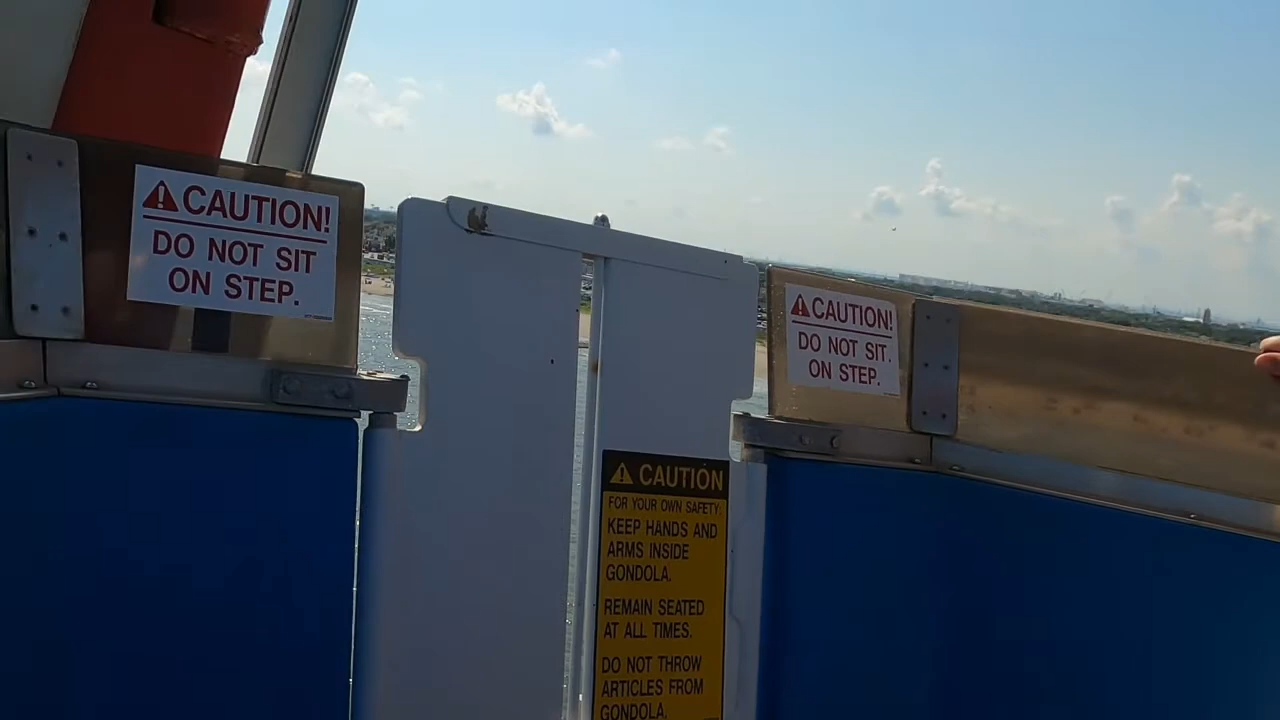 CAUTION!
DO NOT SIT
ON STEP.
CAUTION!
DO NOT SIT.
ON STEP.
CAUTION
FOR YOUR OWN SAFETY:
KEEP HANDS AND
ARMS INSIDE
GONDOLA.
REMAIN SEATED
AT ALL TIMES.
DO NOT THROW
ARTICLES FROM
GONDOLA.